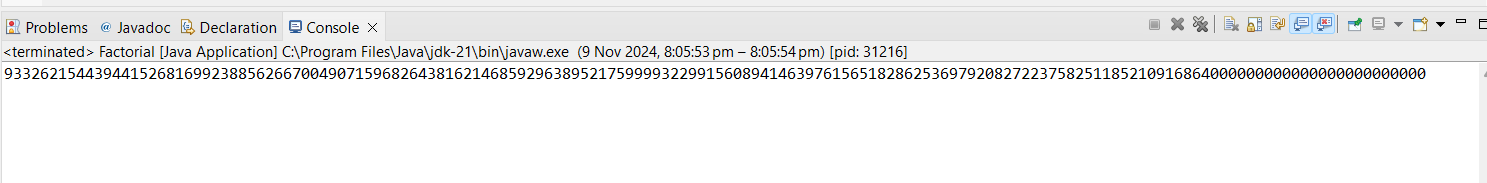 Problems @ Javadoc Declaration Console
<terminated> Factorial [Java Application] C:\Program Files\Java\jdk-21\bin\javaw.exe (9 Nov 2024, 8:05:53 pm – 8:05:54 pm) [pid: 31216]
93326215443944152681699238856266700490715968264381621468592963895217599993229915608941463976156518286253697920827223758251185210916864000000000000000000000000